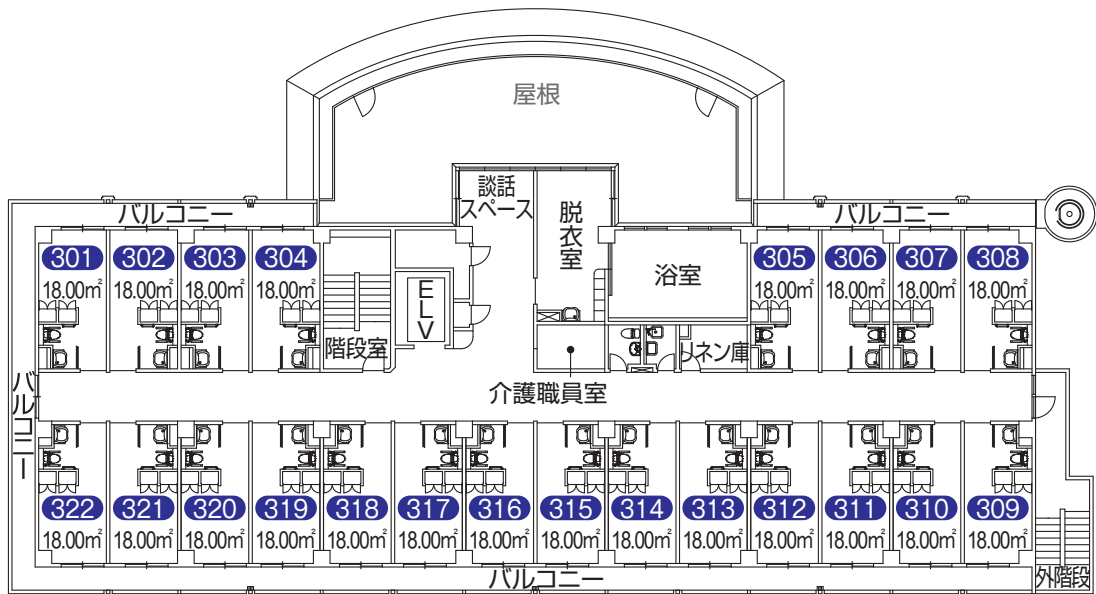 屋根
談話
スペース
脱衣室
バルコニー
バルコニー
301
302
303
304
305
306
307
308
浴室
18.00m²
18.00m²
18.00m²
18.00m²
ELV
18.00m²
18.00m²
18.00m²
18.00m²
階段室
リネン庫
バルコニー
介護職員室
322
321
320
319
318
317
316
315
314
313
312
311
310
309
18.00m²
18.00m²
18.00m²
18.00m²
18.00m²
18.00m²
18.00m²
18.00m²
18.00m²
18.00m²
18.00m²
18.00m²
18.00m²
18.00m²
バルコニー
外階段